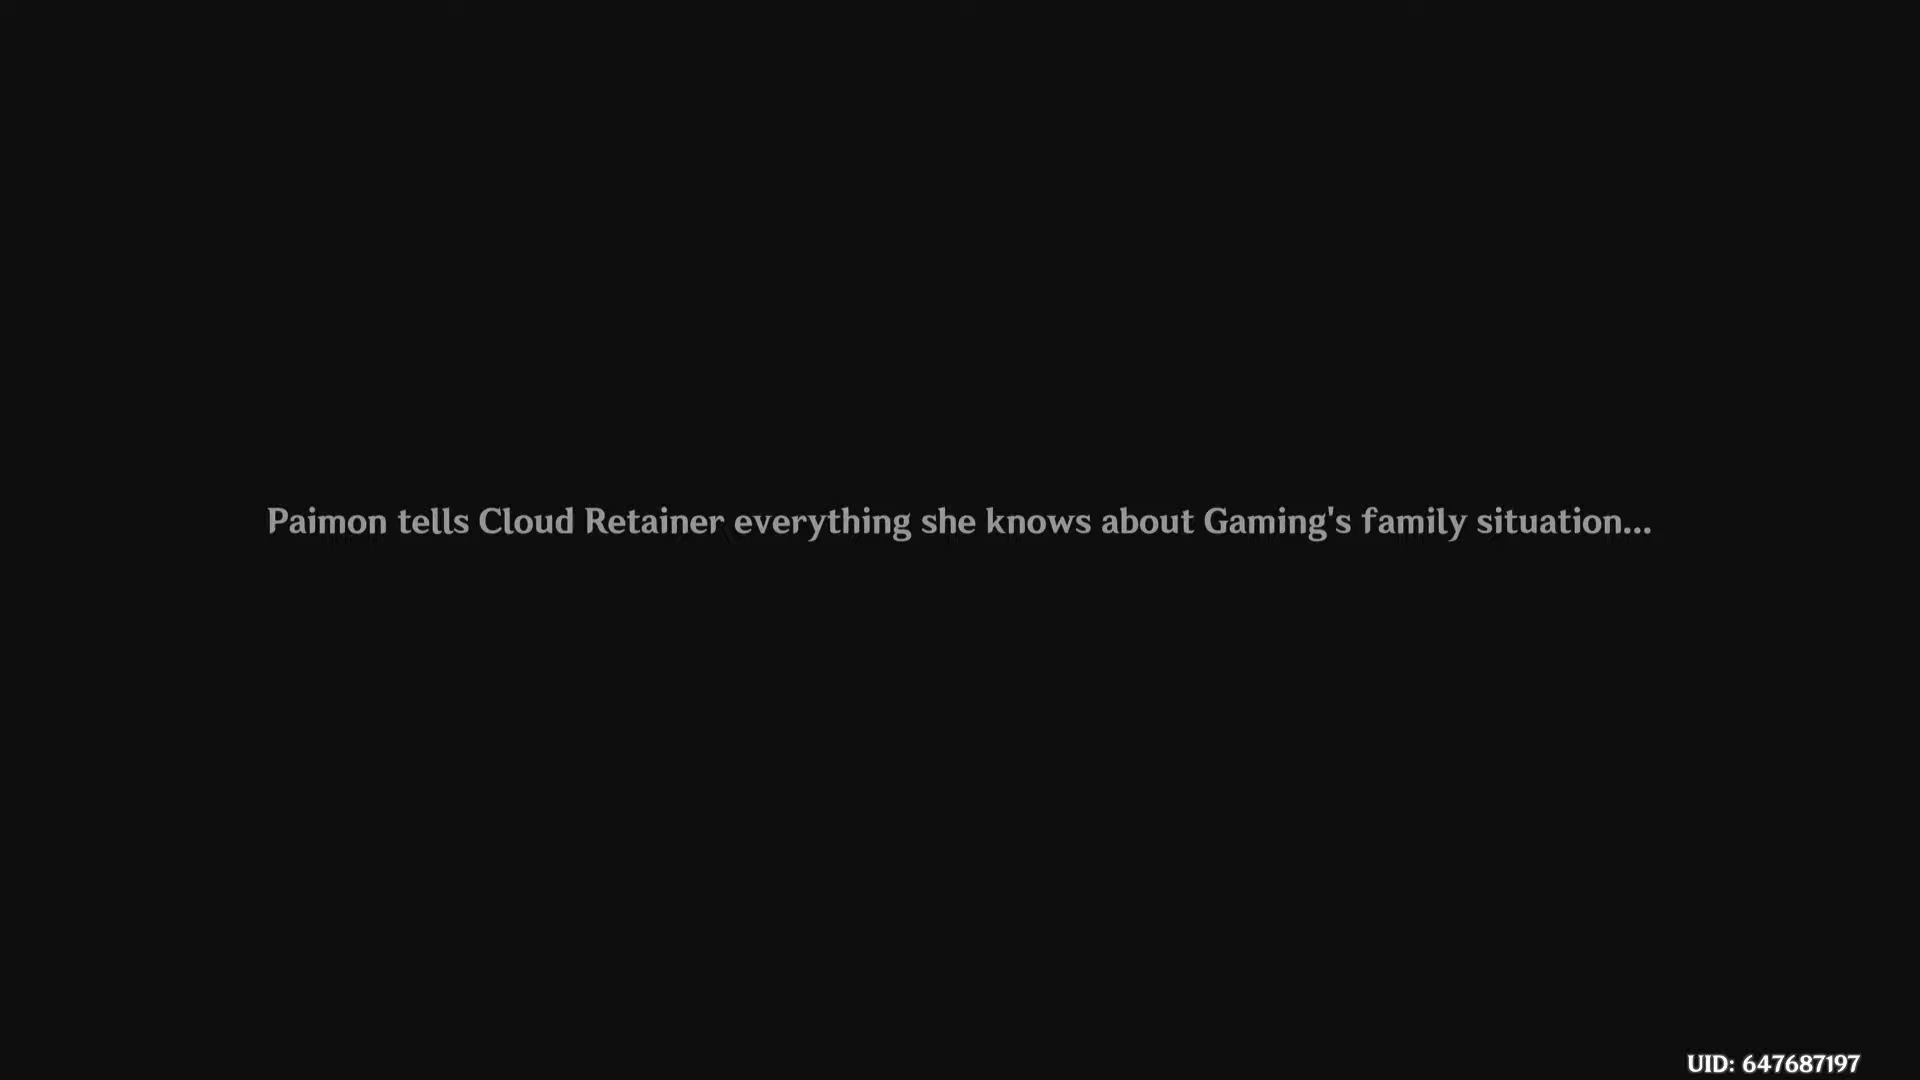 Paimon tells Cloud Retainer everything she knows about Gaming's family situation...
UID: 647687197